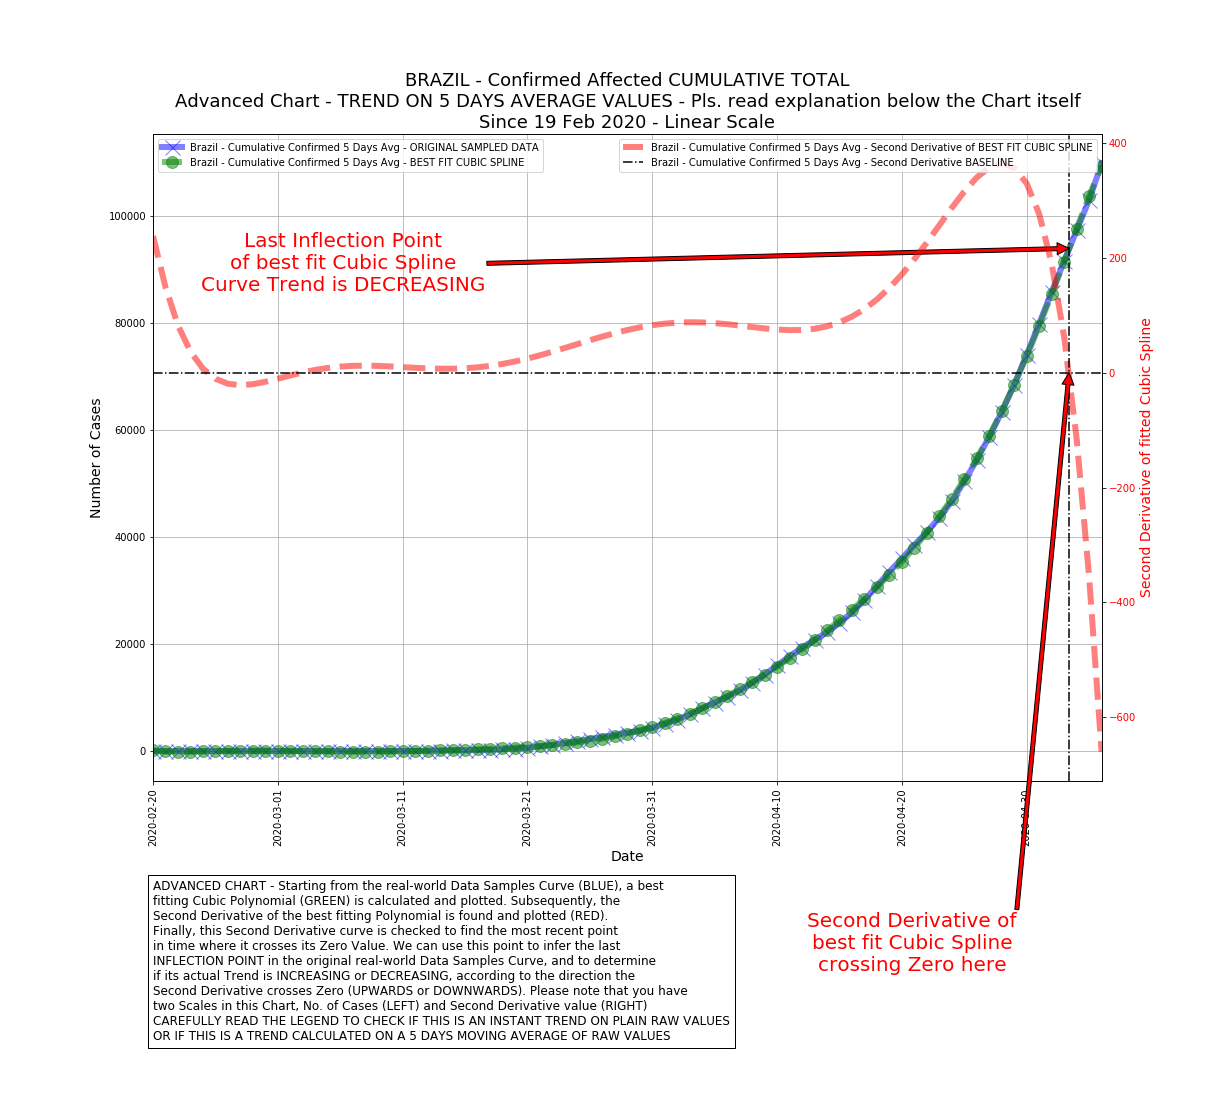 BRAZIL - Confirmed Affected CUMULATIVE TOTAL
Advanced Chart - TREND ON 5 DAYS AVERAGE VALUES - Pls. read explanation below the Chart itself
Since 19 Feb 2020 - Linear Scale
Brazil - Cumulative Confirmed 5 Days Avg - ORIGINAL SAMPLED DATA
Brazil - Cumulative Confirmed 5 Days Avg - BEST FIT CUBIC SPLINE
Brazil - Cumulative Confirmed 5 Days Avg - Second Derivative of BEST FIT CUBIC SPLINE
Brazil - Cumulative Confirmed 5 Days Avg - Second Derivative BASELINE
Last Inflection Point
of best fit Cubic Spline
Curve Trend is DECREASING
Number of Cases
100000
80000
60000
40000
20000
0
400
200
0
−200
−400
−600
Second Derivative of fitted Cubic Spline
2020-02-20
2020-03-01
2020-03-11
2020-03-21
2020-03-31
2020-04-10
2020-04-20
2020-04-30
Date
ADVANCED CHART - Starting from the real-world Data Samples Curve (BLUE), a best
fitting Cubic Polynomial (GREEN) is calculated and plotted. Subsequently, the
Second Derivative of the best fitting Polynomial is found and plotted (RED).
Finally, this Second Derivative curve is checked to find the most recent point
in time where it crosses its Zero Value. We can use this point to infer the last
INFLECTION POINT in the original real-world Data Samples Curve, and to determine
if its actual Trend is INCREASING or DECREASING, according to the direction the
Second Derivative crosses Zero (UPWARDS or DOWNWARDS). Please note that you have
two Scales in this Chart, No. of Cases (LEFT) and Second Derivative value (RIGHT)
CAREFULLY READ THE LEGEND TO CHECK IF THIS IS AN INSTANT TREND ON PLAIN RAW VALUES
OR IF THIS IS A TREND CALCULATED ON A 5 DAYS MOVING AVERAGE OF RAW VALUES
Second Derivative of
best fit Cubic Spline
crossing Zero here